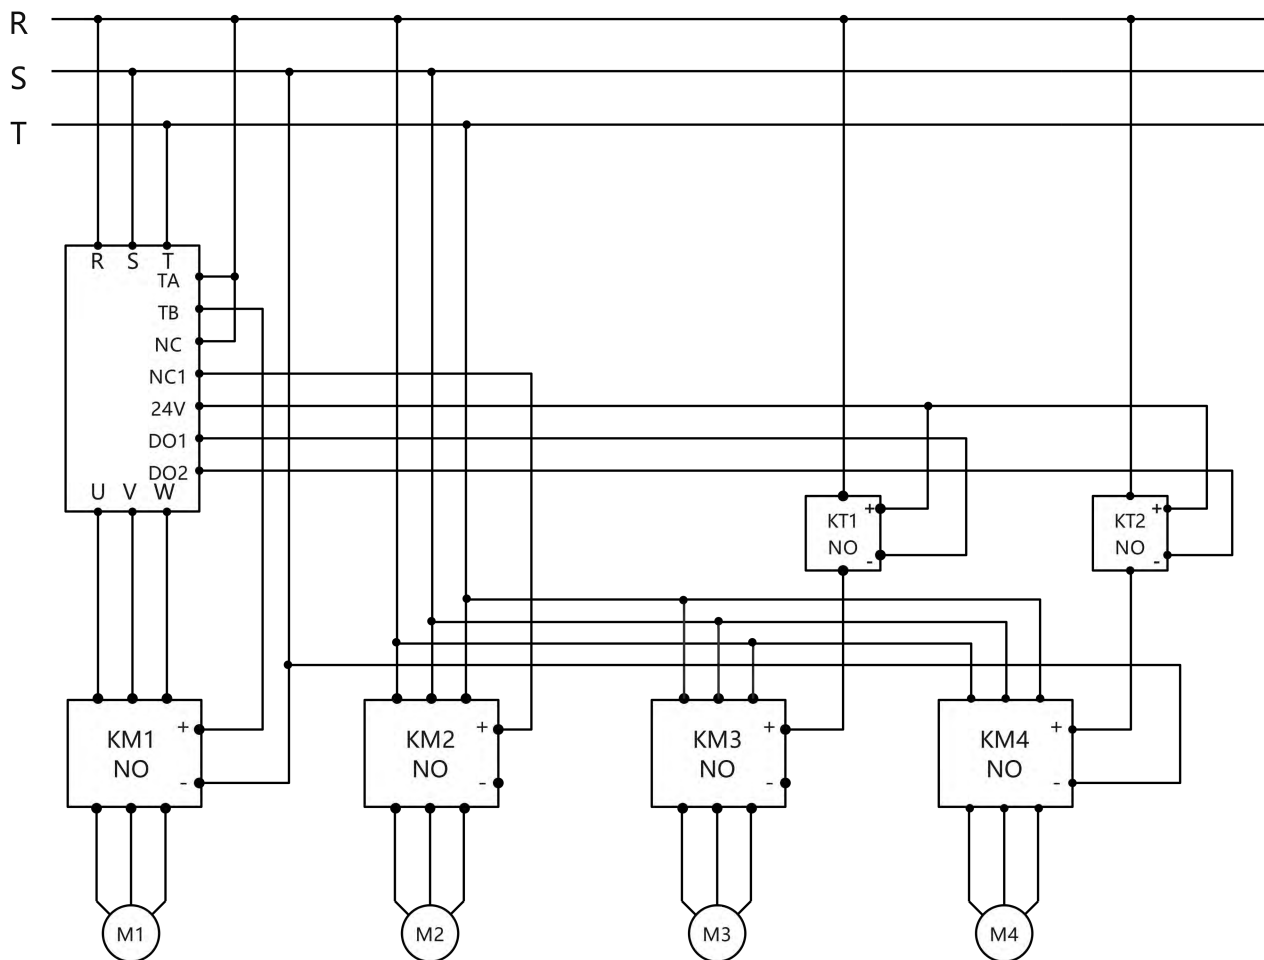 R
S
T
R S T
TA
TB
NC
NC1
24V
DO1
DO2
U V W
+
KT1
NO
-
+
KT2
NO
-
+
KM1
NO
-
+
KM2
NO
-
+
KM3
NO
-
+
KM4
NO
-
M1
M2
M3
M4